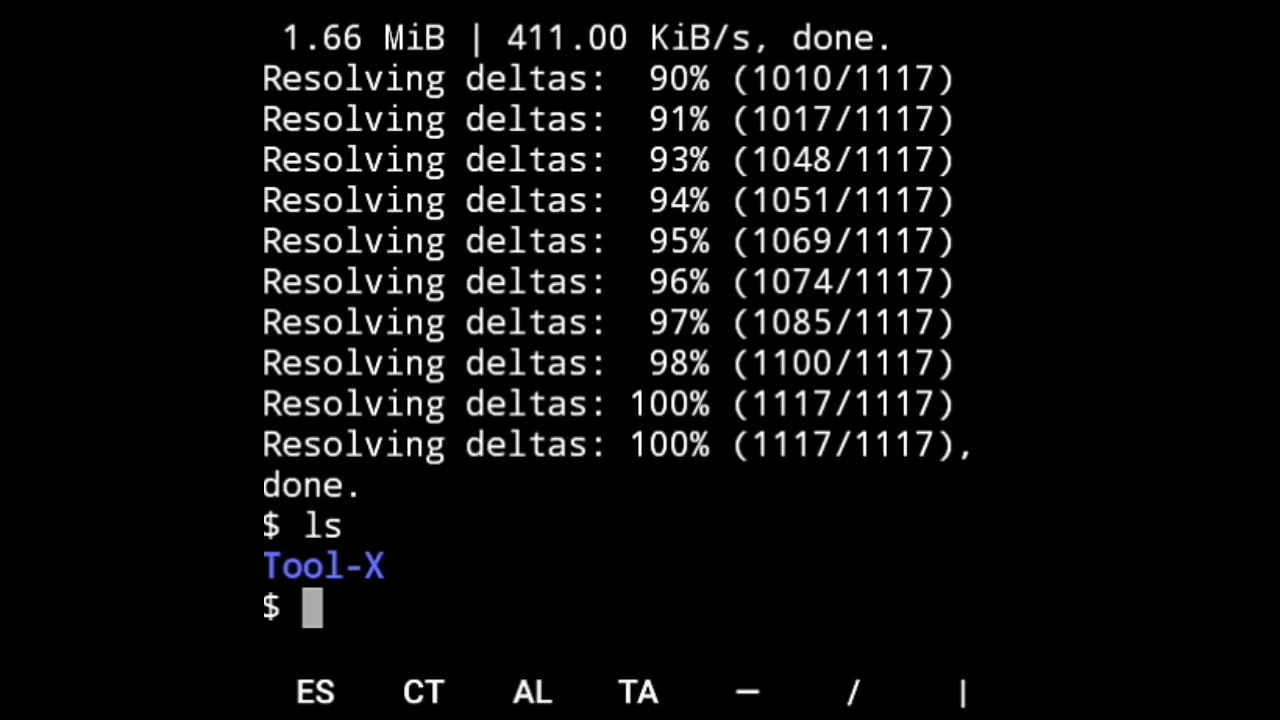 1.66 MiB | 411.00 KiB/s, done.
Resolving deltas:  90% (1010/1117)
Resolving deltas:  91% (1017/1117)
Resolving deltas:  93% (1048/1117)
Resolving deltas:  94% (1051/1117)
Resolving deltas:  95% (1069/1117)
Resolving deltas:  96% (1074/1117)
Resolving deltas:  97% (1085/1117)
Resolving deltas:  98% (1100/1117)
Resolving deltas: 100% (1117/1117)
Resolving deltas: 100% (1117/1117),
done.
$ ls
Tool-X
$
ES CT AL TA — / |